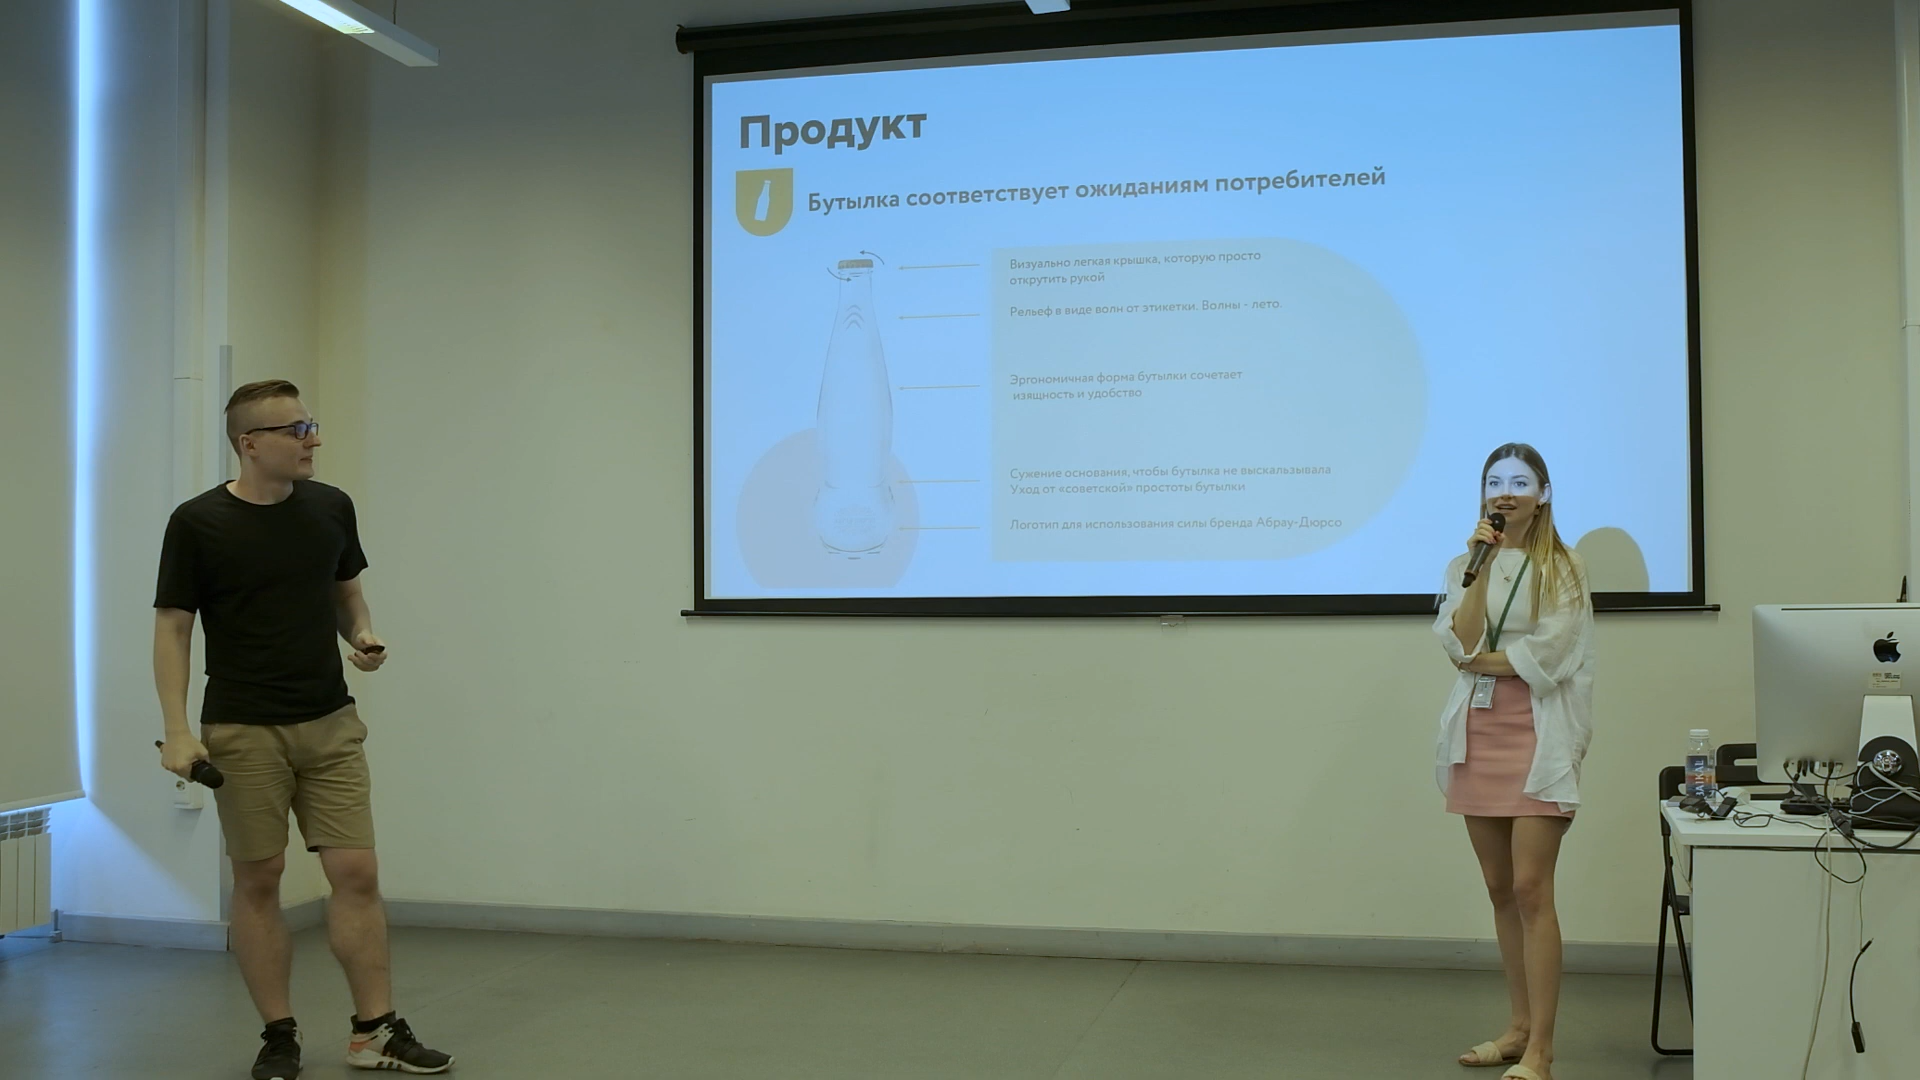 Продукт
Бутылка соответствует ожиданиям потребителей
Визуально легкая крышка, которую просто
открутить рукой
Рельеф в виде волн от этикетки. Волны - лето.
Эргономичная форма бутылки сочетает
изящность и удобство
Сужение основания, чтобы бутылка не выскальзывала
Уход от «советской» простоты бутылки
Логотип для использования силы бренда Абрау-Дюрсо
BAIKAL